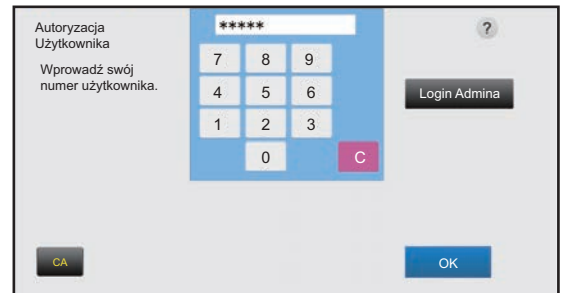 Autoryzacja
Użytkownika
Wprowadź swój
numer użytkownika.
*****
7 8 9
4 5 6
1 2 3
0 C
?
Login Admina
CA
OK